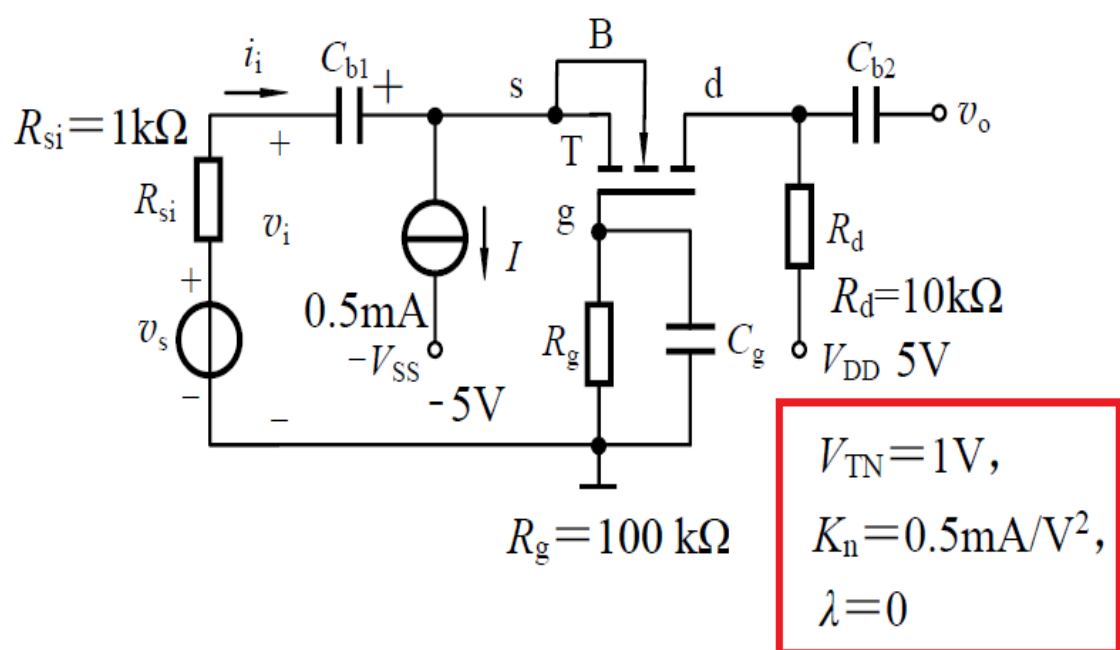 B
i_i
C_b1
+
s
d
C_b2
R_si＝1kΩ
+
T
v_o
R_si
v_i
g
R_d
I
+
0.5mA
R_d=10kΩ
v_s
R_g
C_g
－V_SS
V_DD 5V
－
－
-5V
V_TN＝1V，
K_n＝0.5mA/V²，
R_g＝100 kΩ
λ＝0